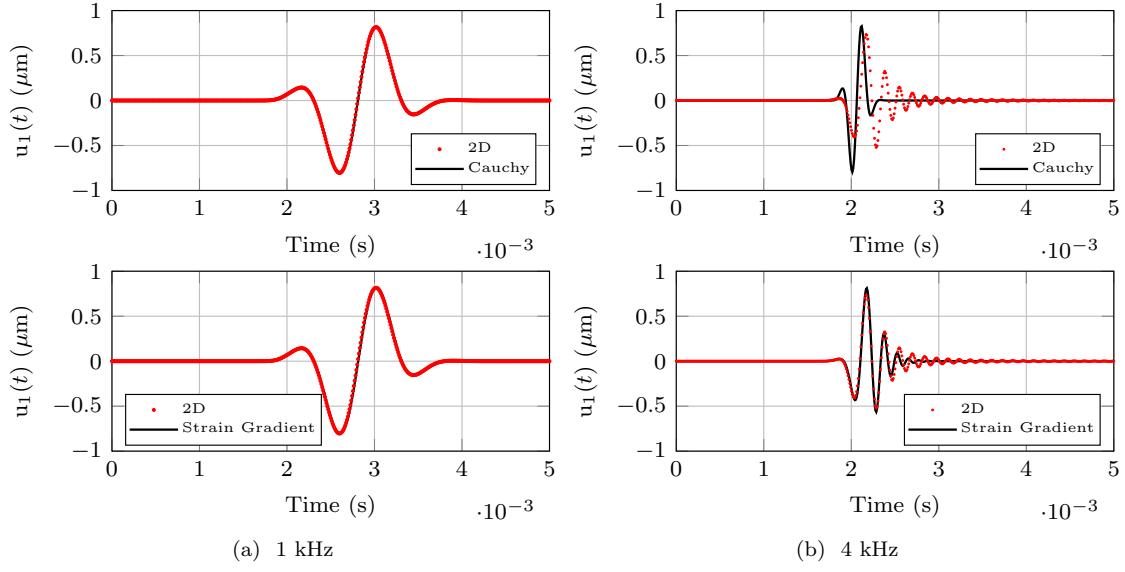 1
0.5
0
−0.5
−1
u₁(t) (μm)
2D
Cauchy
0 1 2 3 4 5
Time (s)
·10⁻³
1
0.5
0
−0.5
−1
u₁(t) (μm)
2D
Cauchy
0 1 2 3 4 5
Time (s)
·10⁻³
1
0.5
0
−0.5
−1
u₁(t) (μm)
2D
Strain Gradient
0 1 2 3 4 5
Time (s)
·10⁻³
(a) 1 kHz
1
0.5
0
−0.5
−1
u₁(t) (μm)
2D
Strain Gradient
0 1 2 3 4 5
Time (s)
·10⁻³
(b) 4 kHz